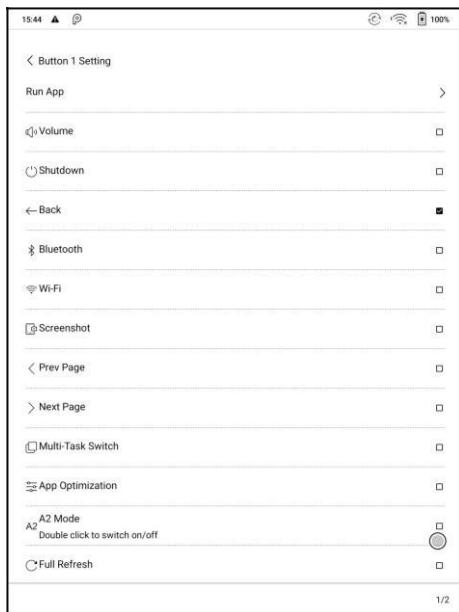 15:44 100%
Button 1 Setting
Run App
Volume
Shutdown
Back
Bluetooth
Wi-Fi
Screenshot
Prev Page
Next Page
Multi-Task Switch
App Optimization
A2 A2 Mode
Double click to switch on/off
Full Refresh
1/2